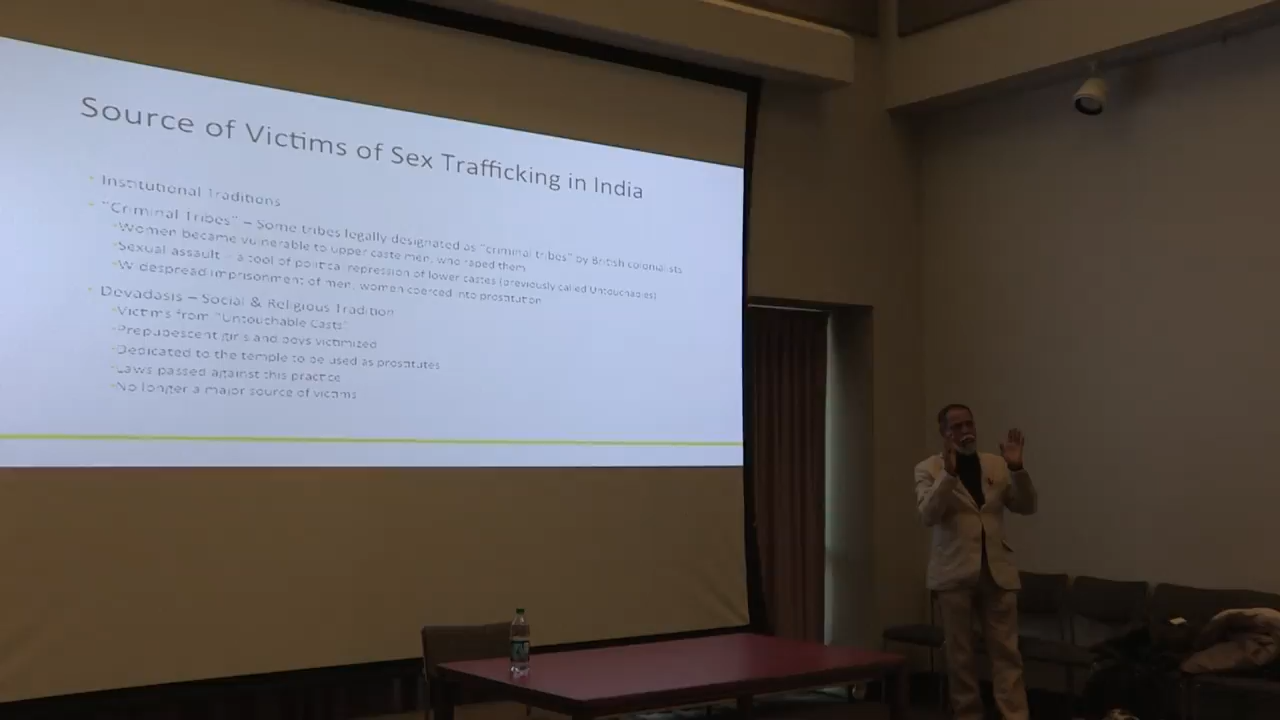 Source of Victims of Sex Trafficking in India
Institutional Traditions
"Criminal Tribes" – Some tribes legally designated as "criminal tribes" by British colonialists
Women became vulnerable to upper caste men, who raped them
Sexual assault – a tool of political repression of lower castes (previously called Untouchables)
Widespread imprisonment of men, women coerced into prostitution
Devadasis – Social & Religious Tradition
Victims from "Untouchable Casts"
Prepubescent girls and boys victimized
Dedicated to the temple to be used as prostitutes
Laws passed against this practice
No longer a major source of victims